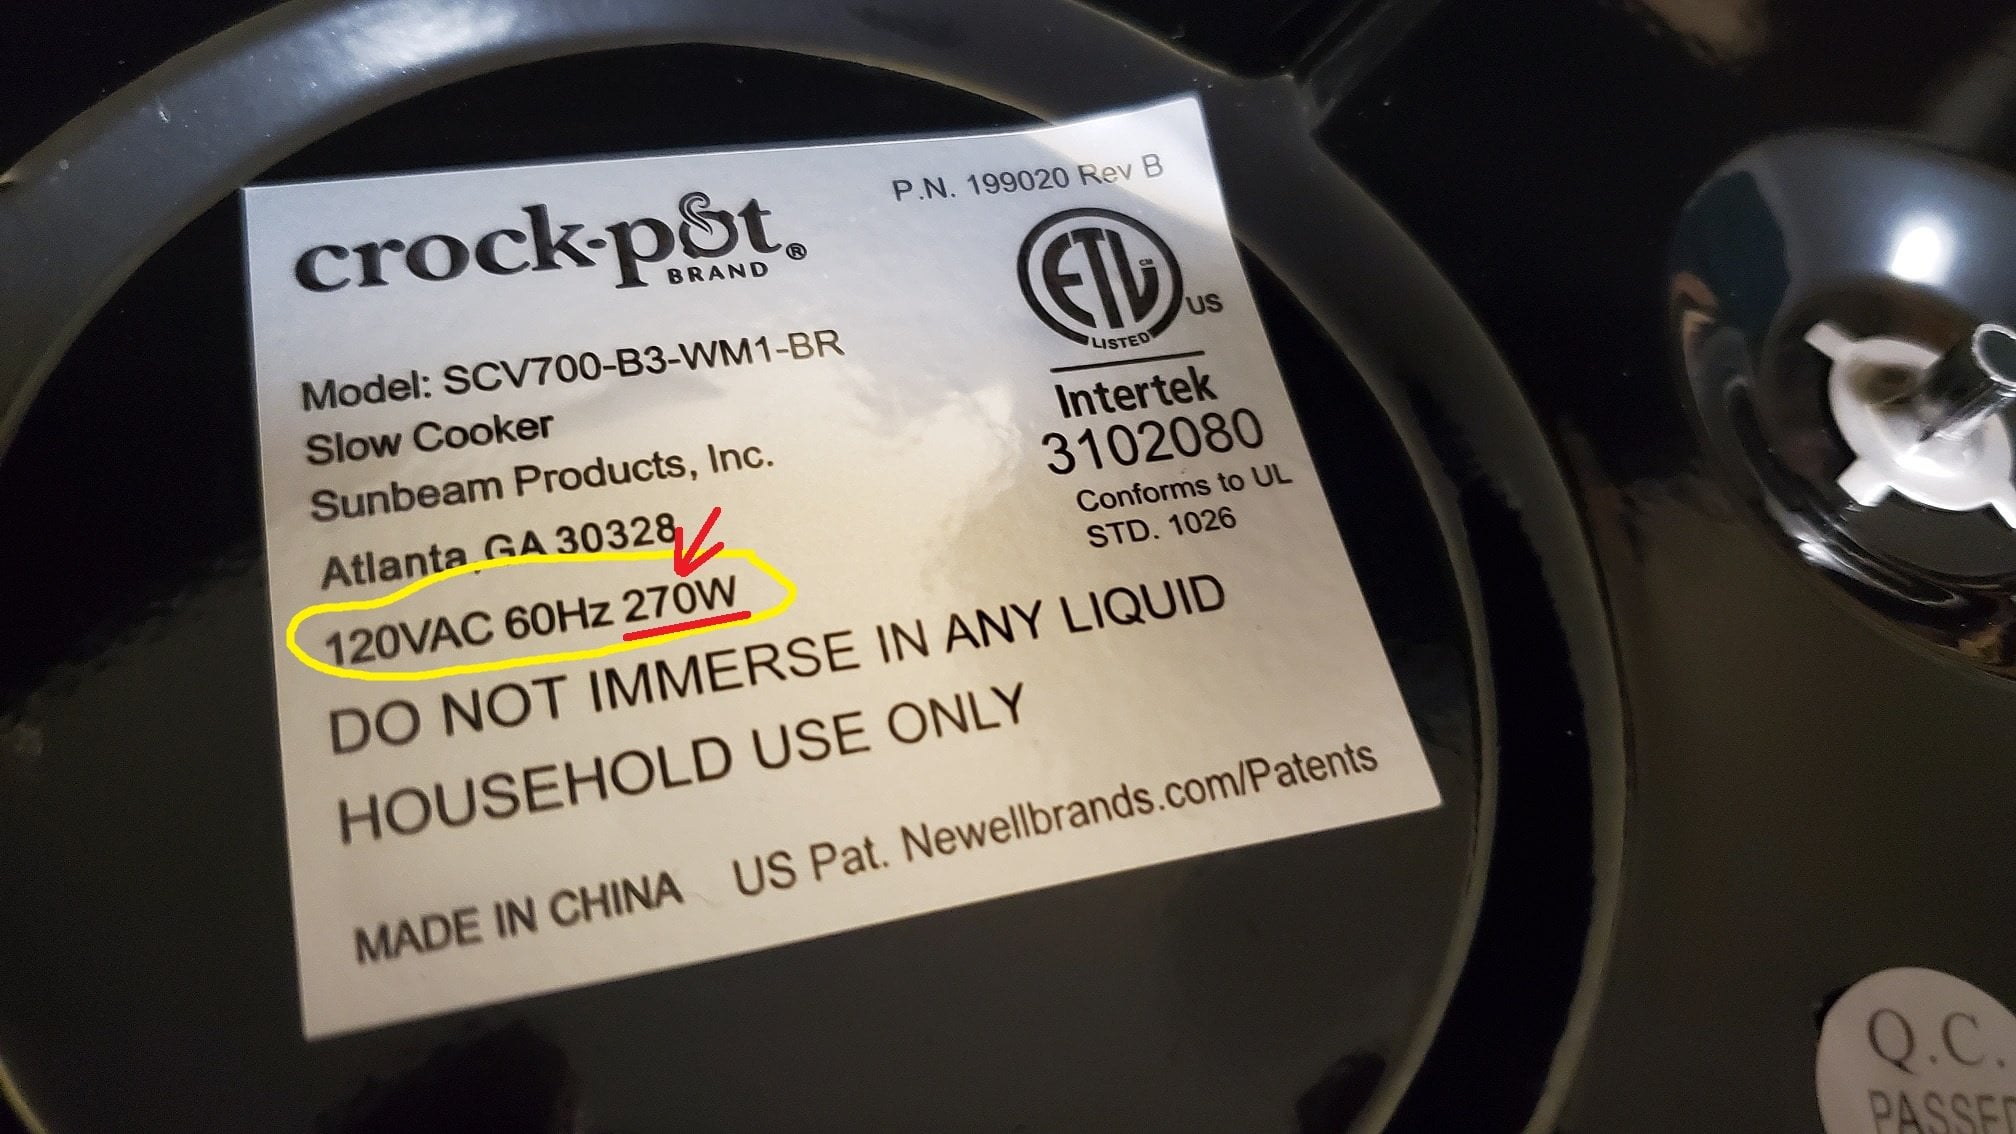 crock-pot®
BRAND
P.N. 199020 Rev B
ETL CM
US
LISTED
Intertek
3102080
Conforms to UL
STD. 1026
Model: SCV700-B3-WM1-BR
Slow Cooker
Sunbeam Products, Inc.
Atlanta, GA 30328
120VAC 60Hz 270W
DO NOT IMMERSE IN ANY LIQUID
HOUSEHOLD USE ONLY
MADE IN CHINA US Pat. Newellbrands.com/Patents
Q.C.
PASSE